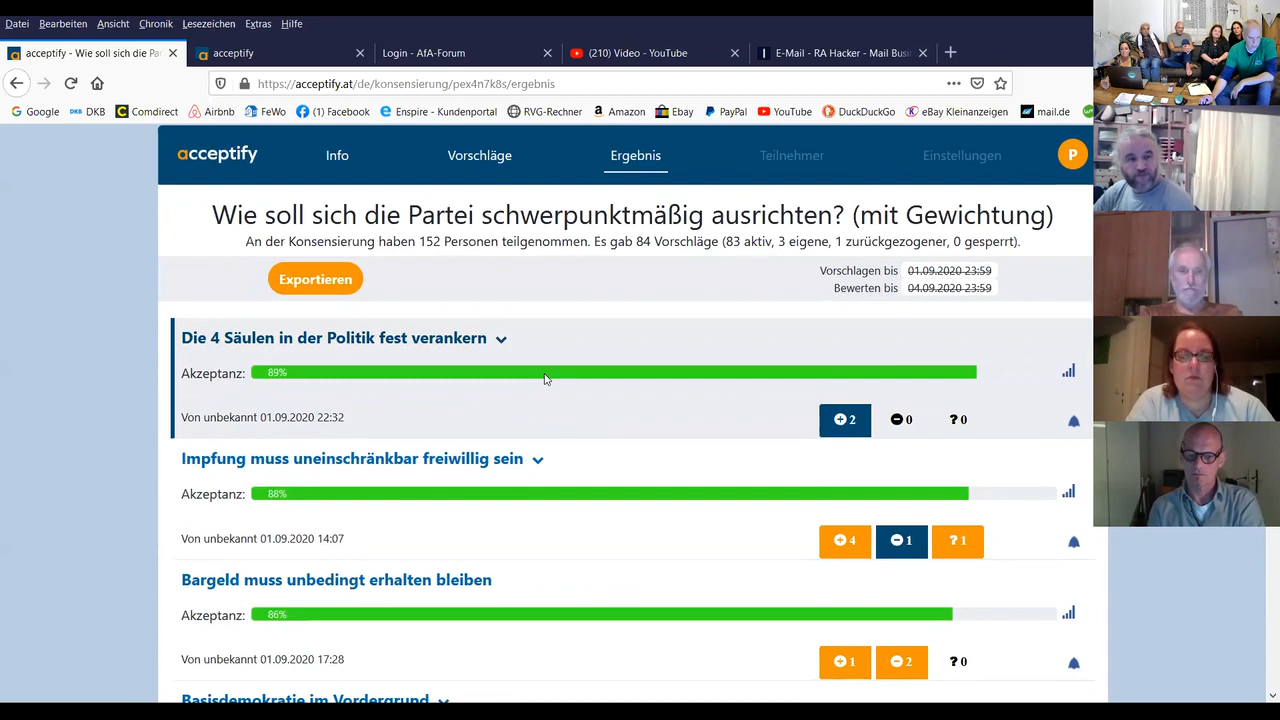 Datei Bearbeiten Ansicht Chronik Lesezeichen Extras Hilfe
acceptify - Wie soll sich die Pa acceptify Login - AfA-Forum (210) Video - YouTube E-Mail - RA Hacker - Mail Busi
https://acceptify.at/de/konsensierung/pex4n7k8s/ergebnis
Google DKB DKB Comdirect Airbnb FeWo (1) Facebook Enspire - Kundenportal RVG-Rechner Amazon Ebay PayPal YouTube DuckDuckGo eBay Kleinanzeigen mail.de
acceptify Info Vorschläge Ergebnis Teilnehmer Einstellungen P
Wie soll sich die Partei schwerpunktmäßig ausrichten? (mit Gewichtung)
An der Konsensierung haben 152 Personen teilgenommen. Es gab 84 Vorschläge (83 aktiv, 3 eigene, 1 zurückgezogener, 0 gesperrt).
Exportieren
Vorschlagen bis 01.09.2020 23:59
Bewerten bis 04.09.2020 23:59
Die 4 Säulen in der Politik fest verankern
Akzeptanz: 89%
Von unbekannt 01.09.2020 22:32
2 0 ? 0
Impfung muss uneinschränkbar freiwillig sein
Akzeptanz: 88%
Von unbekannt 01.09.2020 14:07
4 1 ? 1
Bargeld muss unbedingt erhalten bleiben
Akzeptanz: 86%
Von unbekannt 01.09.2020 17:28
1 2 ? 0
Basisdemokratie im Vordergrund